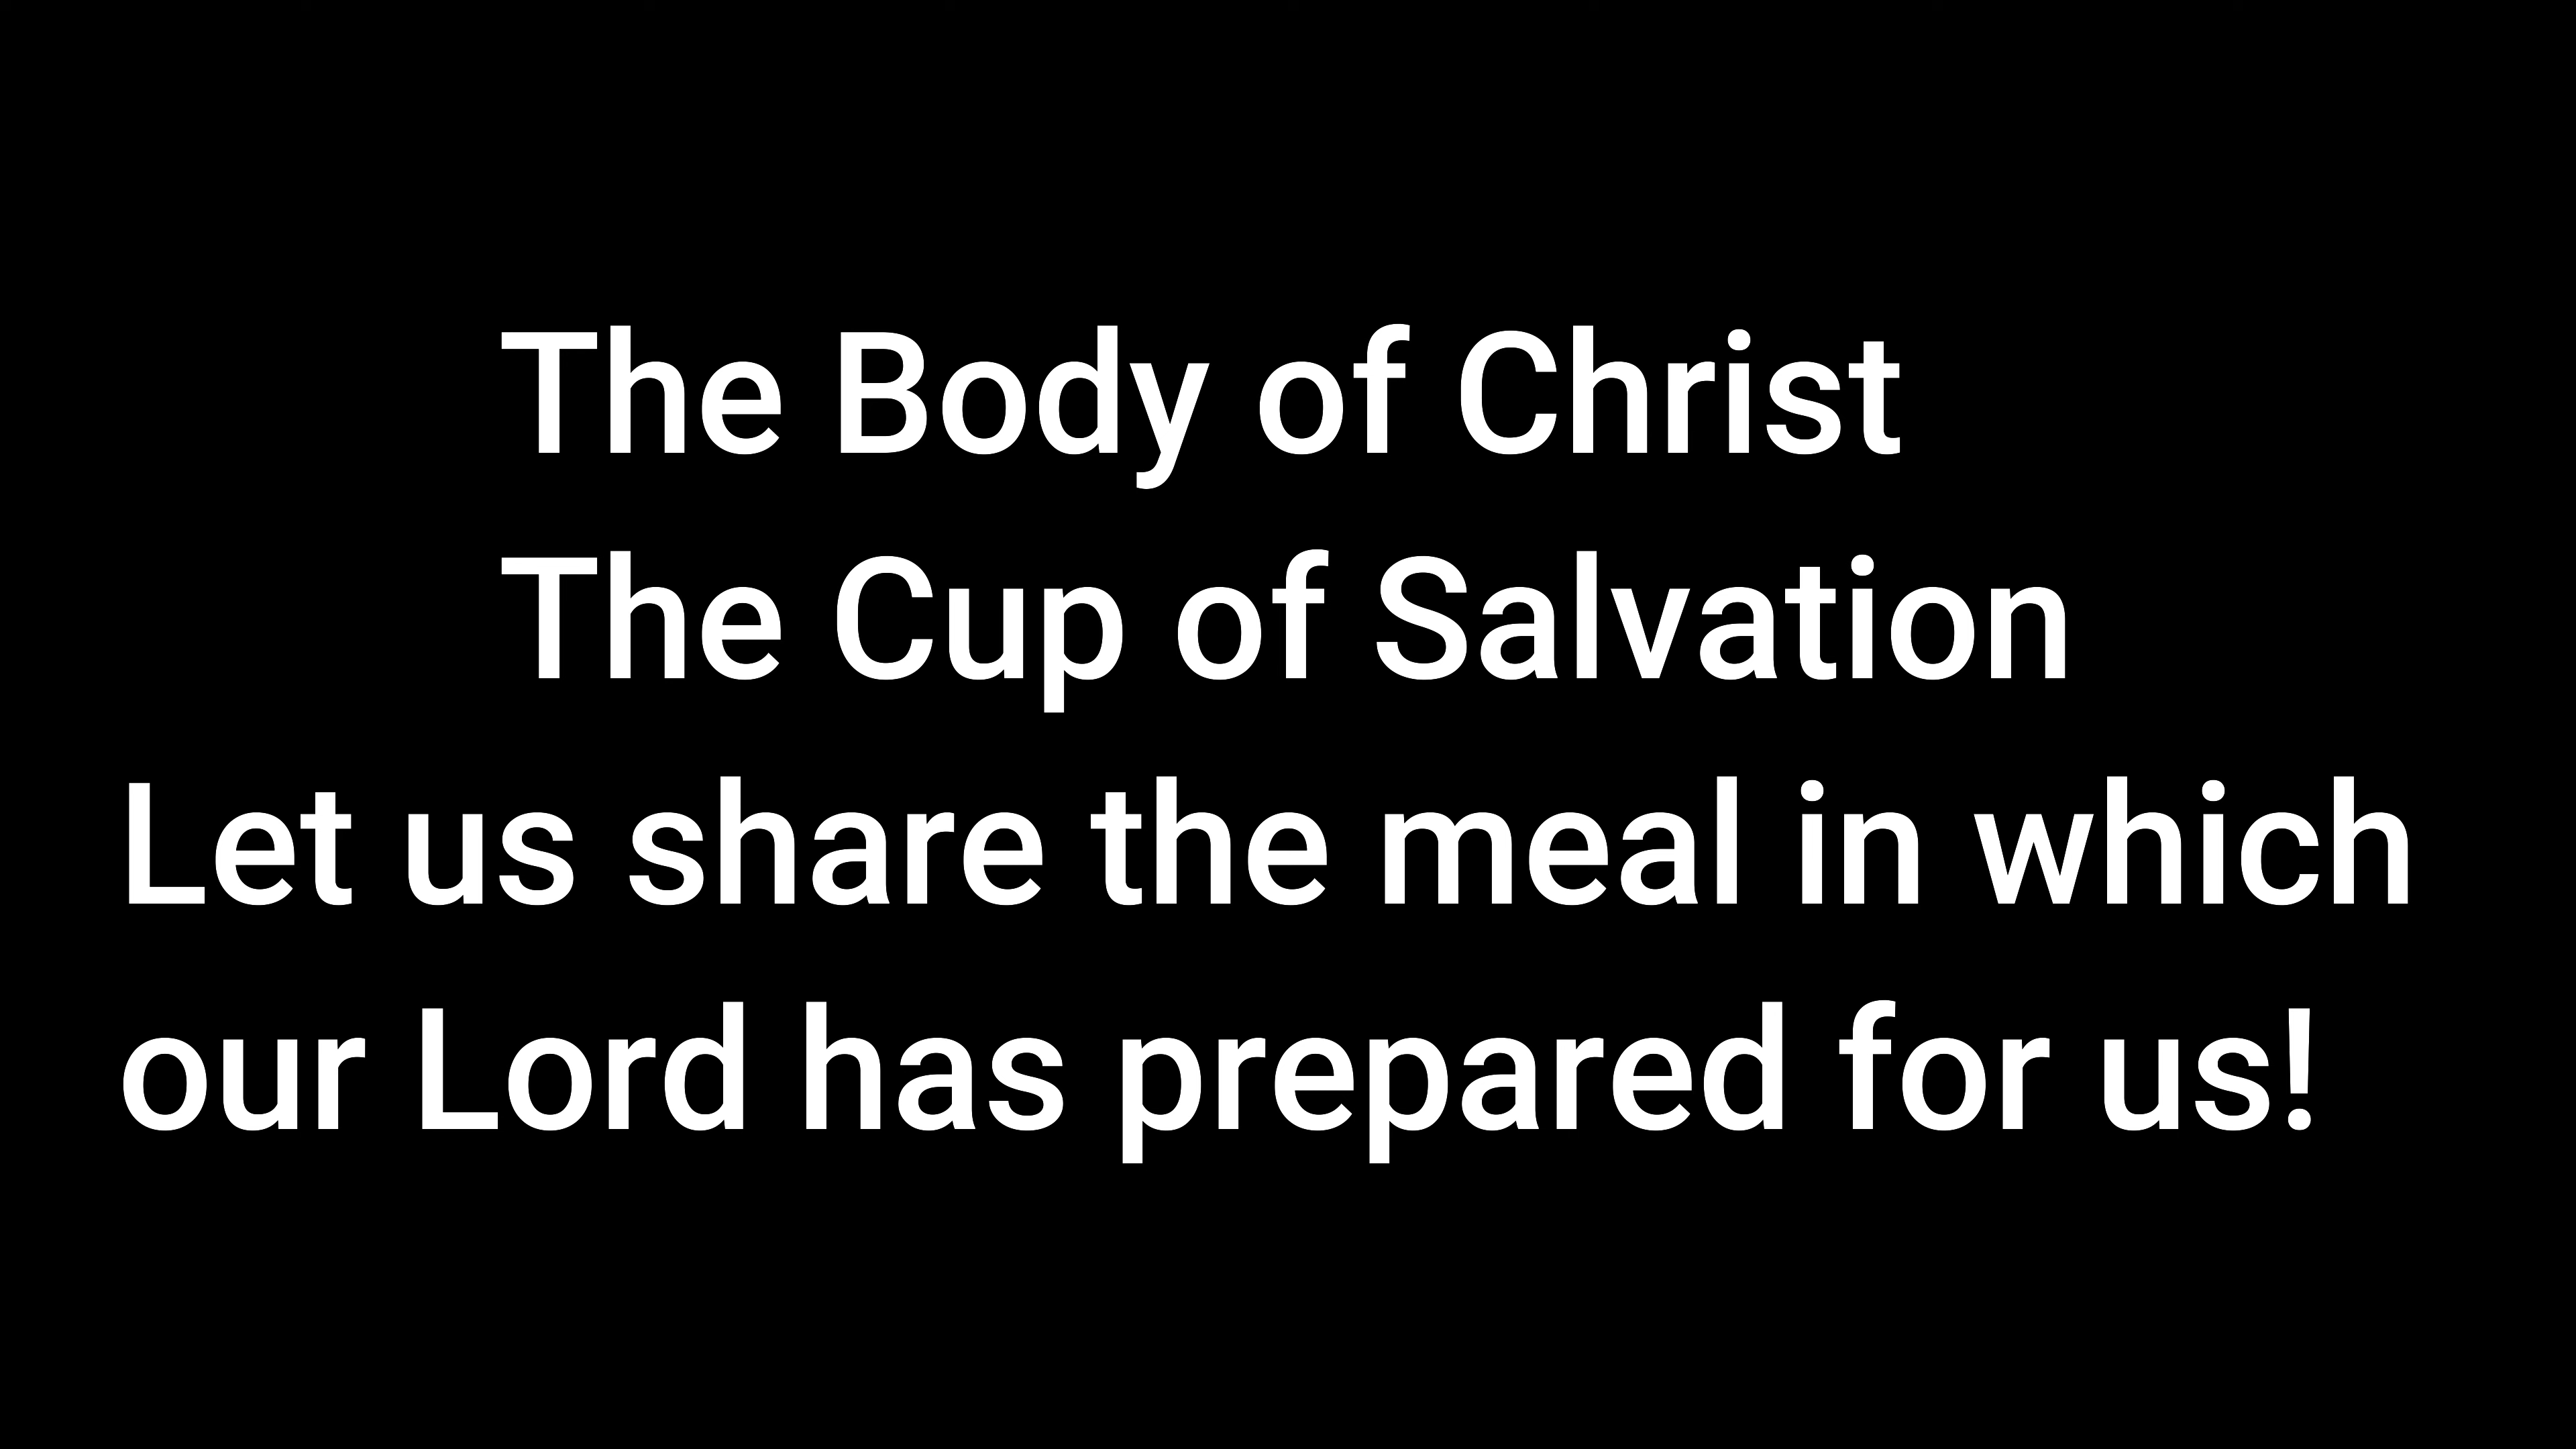 The Body of Christ
The Cup of Salvation
Let us share the meal in which
our Lord has prepared for us!